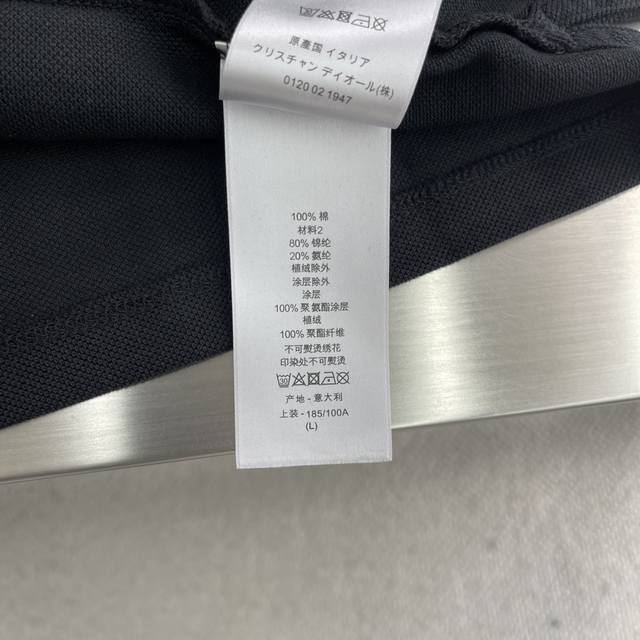 原産国 イタリア
クリスチャン デイオール(株)
0120 02 1947
100% 棉
材料2
80% 锦纶
20% 氨纶
植绒除外
涂层除外
涂层
100% 聚氨酯涂层
植绒
100% 聚酯纤维
不可熨烫绣花
印染处不可熨烫
30
产地 - 意大利
上装 - 185/100A
(L)